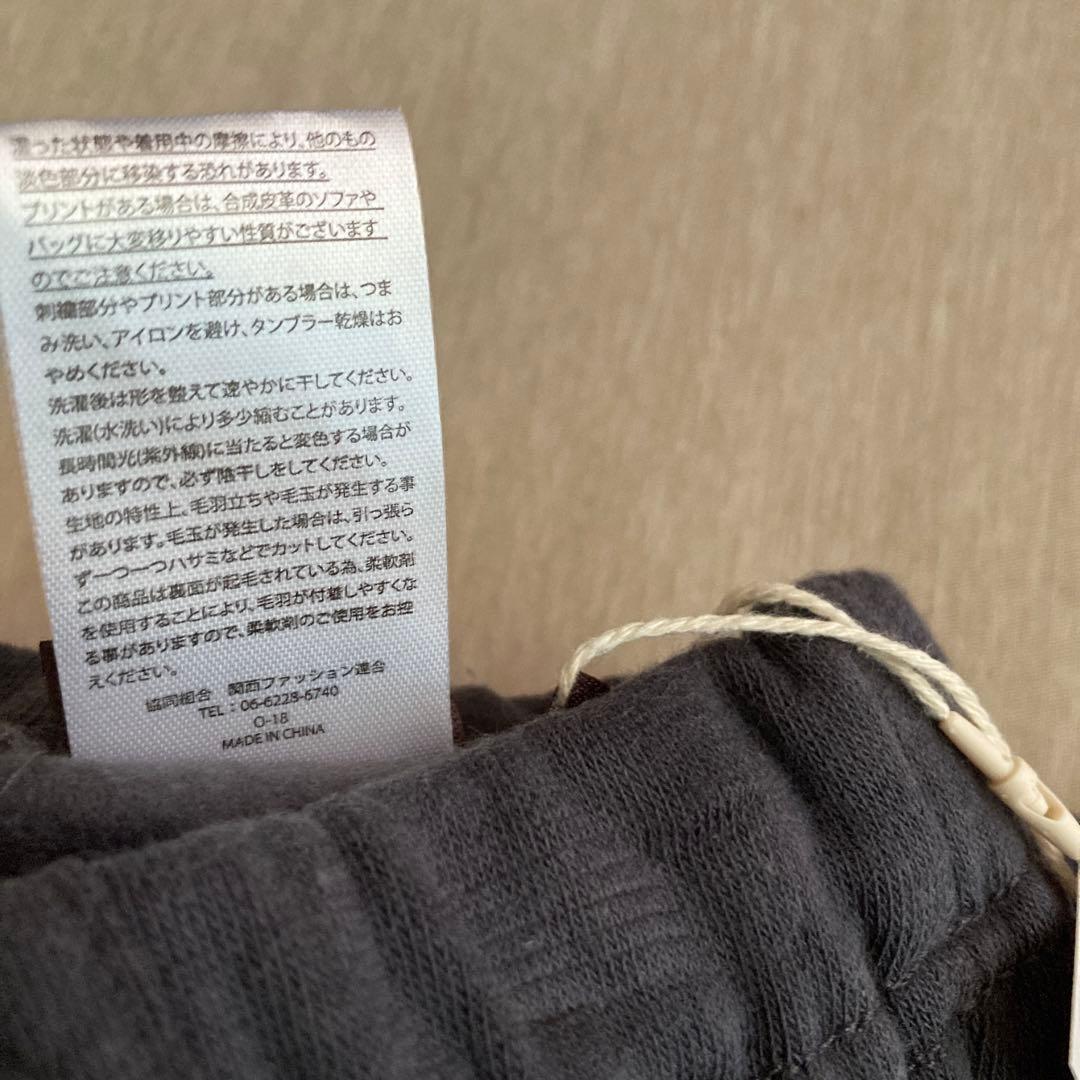 湿った状態や着用中の摩擦により、他のもの
淡色部分に移染する恐れがあります。
プリントがある場合は、合成皮革のソファや
バッグに大変移りやすい性質がございます
のでご注意ください。
刺繍部分やプリント部分がある場合は、つま
み洗い、アイロンを避け、タンブラー乾燥はお
やめください。
洗濯後は形を整えて速やかに干してください。
洗濯(水洗い)により多少縮むことがあります。
長時間光(紫外線)に当たると変色する場合が
ありますので、必ず陰干しをしてください。
生地の特性上、毛羽立ちや毛玉が発生する事
があります。毛玉が発生した場合は、引っ張ら
ず一つ一つハサミなどでカットしてください。
この商品は裏面が起毛されている為、柔軟剤
を使用することにより、毛羽が付着しやすくな
る事がありますので、柔軟剤のご使用をお控
えください。
協同組合 関西ファッション連合
TEL：06-6228-6740
O-18
MADE IN CHINA